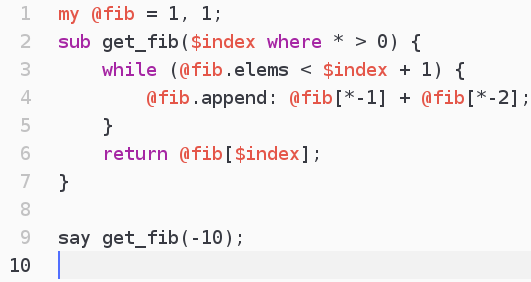 1 my @fib = 1, 1;
2 sub get_fib($index where * > 0) {
3     while (@fib.elems < $index + 1) {
4         @fib.append: @fib[*-1] + @fib[*-2];
5     }
6     return @fib[$index];
7 }
8
9 say get_fib(-10);
10